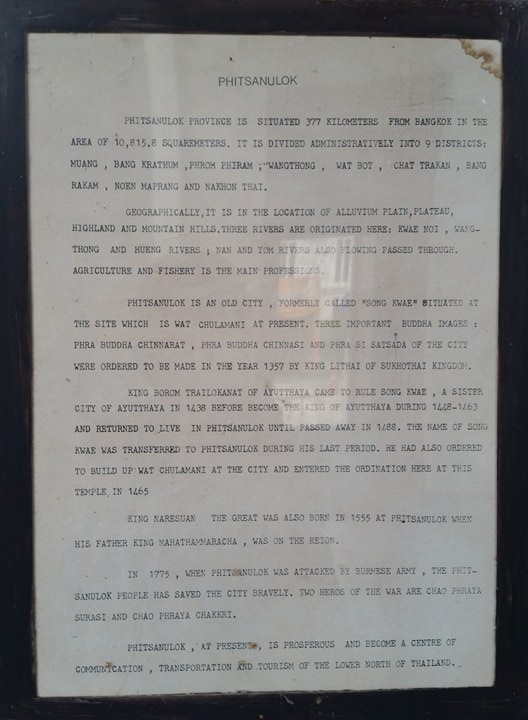 PHITSANULOK
PHITSANULOK PROVINCE IS SITUATED 377 KILOMETERS FROM BANGKOK IN THE
AREA OF 10,815.8 SQUAREMETERS. IT IS DIVIDED ADMINISTRATIVELY INTO 9 DISTRICTS:
MUANG , BANG KRATHUM ,PHROM PHIRAM ; WANGTHONG , WAT BOT , CHAT TRAKAN , BANG
RAKAM , NOEN MAPRANG AND NAKHON THAI.
GEOGRAPHICALLY,IT IS IN THE LOCATION OF ALLUVIUM PLAIN,PLATEAU,
HIGHLAND AND MOUNTAIN HILLS.THREE RIVERS ARE ORIGINATED HERE: KWAE NOI , WANG-
THONG AND HUENG RIVERS ; NAN AND YOM RIVERS ALSO FLOWING PASSED THROUGH.
AGRICULTURE AND FISHERY IS THE MAIN PROFESSIONS.
PHITSANULOK IS AN OLD CITY , FORMERLY CALLED "SONG KWAE" SITUATED AT
THE SITE WHICH IS WAT CHULAMANI AT PRESENT. THREE IMPORTANT BUDDHA IMAGES :
PHRA BUDDHA CHINNARAT , PHRA BUDDHA CHINNASI AND PHRA SI SATSADA OF THE CITY
WERE ORDERED TO BE MADE IN THE YEAR 1357 BY KING LITHAI OF SUKHOTHAI KINGDOM.
KING BOROM TRAILOKANAT OF AYUTTHAYA CAME TO RULE SONG KWAE , A SISTER
CITY OF AYUTTHAYA IN 1438 BEFORE BECOME THE KING OF AYUTTHAYA DURING 1448-1463
AND RETURNED TO LIVE IN PHITSANULOK UNTIL PASSED AWAY IN 1488. THE NAME OF SONG
KWAE WAS TRANSFERRED TO PHITSANULOK DURING HIS LAST PERIOD. HE HAD ALSO ORDERED
TO BUILD UP WAT CHULAMANI AT THE CITY AND ENTERED THE ORDINATION HERE AT THIS
TEMPLE IN 1465
KING NARESUAN THE GREAT WAS ALSO BORN IN 1555 AT PHITSANULOK WHEN
HIS FATHER KING MAHATHAMMARACHA , WAS ON THE REIGN.
IN 1775 , WHEN PHITSANULOK WAS ATTACKED BY BURMESE ARMY , THE PHIT-
SANULOK PEOPLE HAS SAVED THE CITY BRAVELY. TWO HEROS OF THE WAR ARE CHAO PHRAYA
SURASI AND CHAO PHRAYA CHAKKRI.
PHITSANULOK , AT PRESENT, IS PROSPEROUS AND BECOME A CENTRE OF
COMMUNICATION , TRANSPORTATION AND TOURISM OF THE LOWER NORTH OF THAILAND.